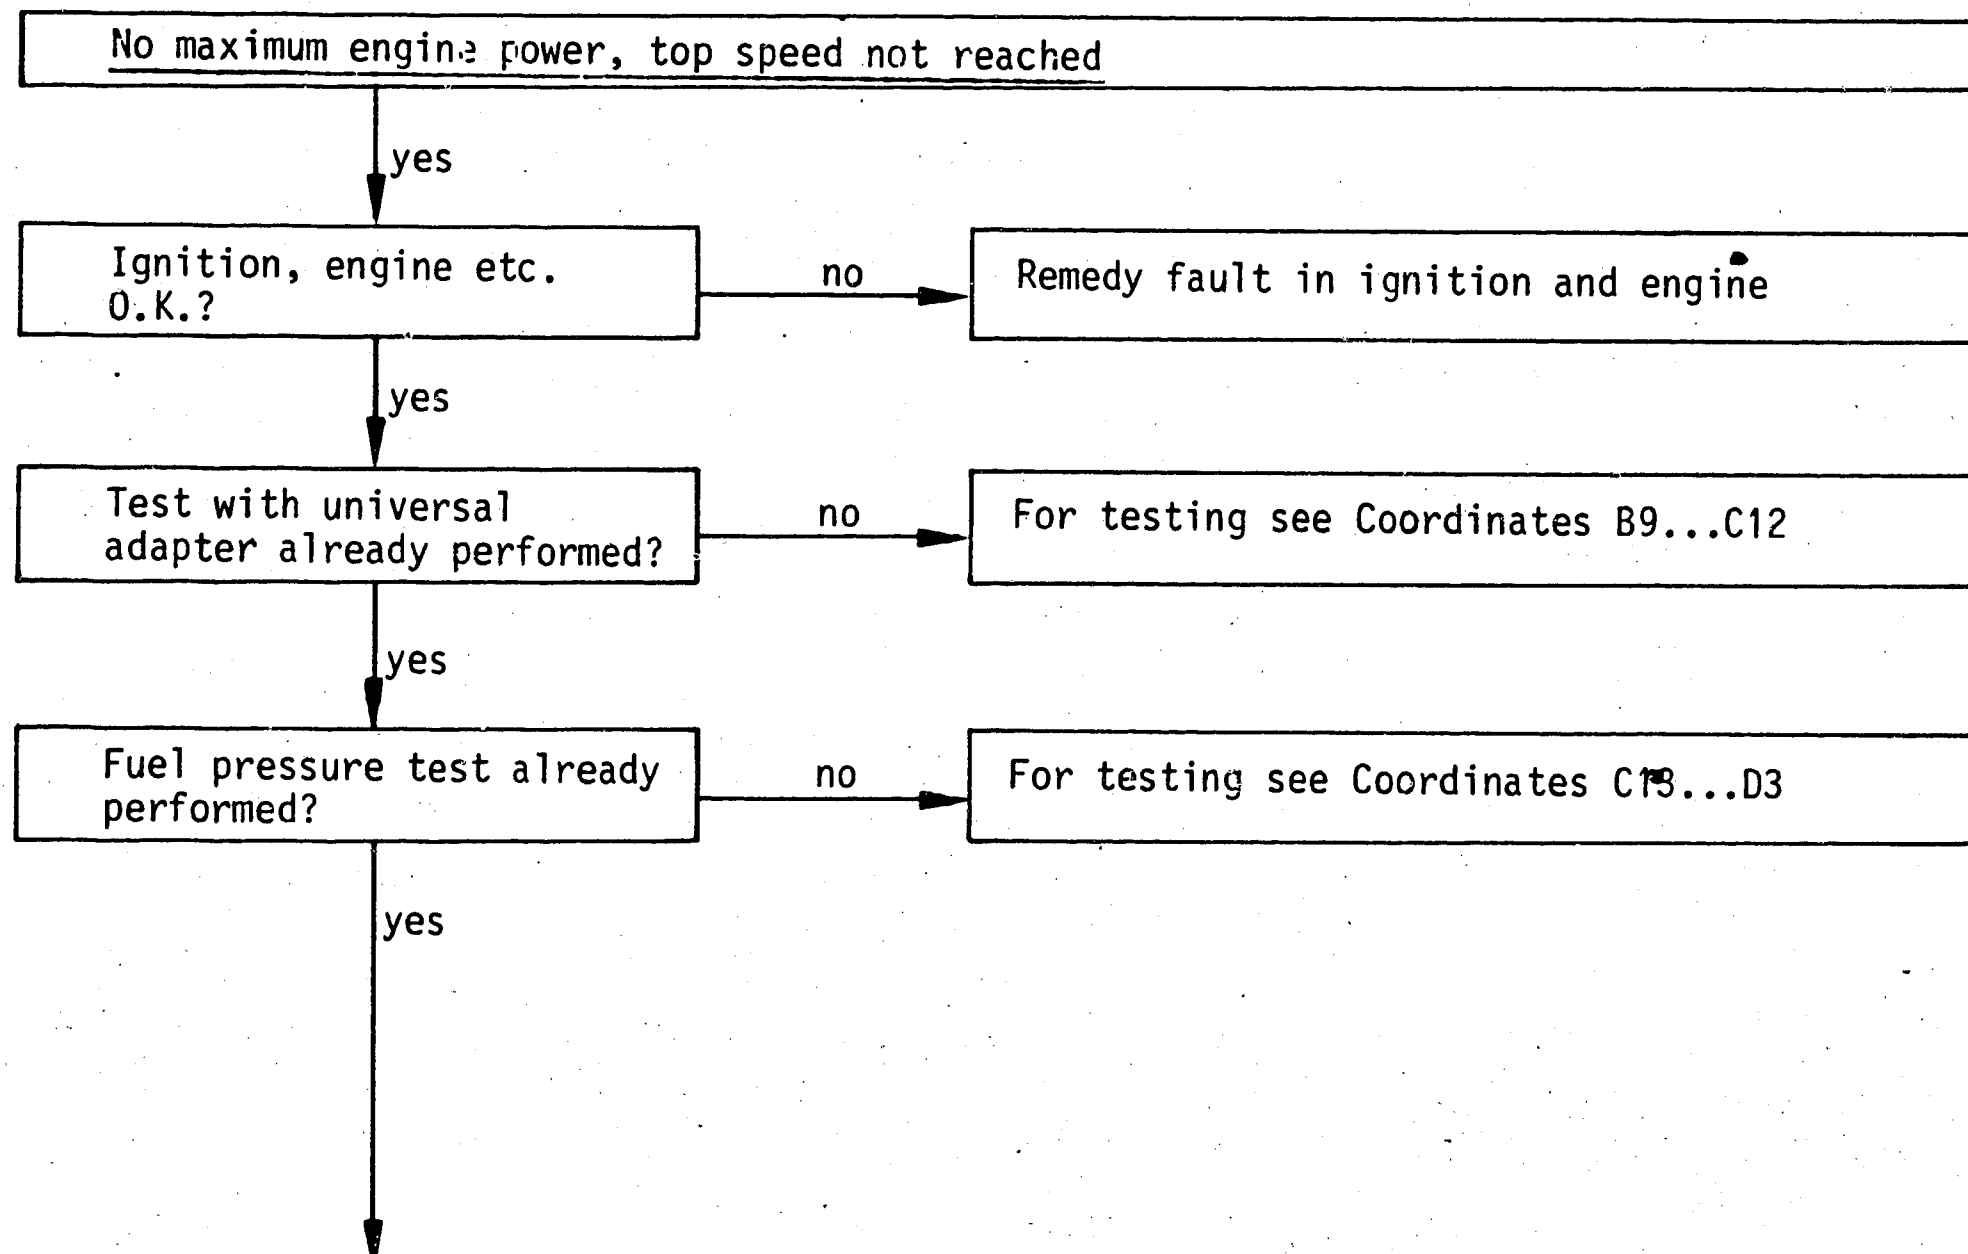 No maximum engine power, top speed not reached
yes
Ignition, engine etc.
O.K.?
no
Remedy fault in ignition and engine
yes
Test with universal
adapter already performed?
no
For testing see Coordinates B9...C12
yes
Fuel pressure test already
performed?
no
For testing see Coordinates C13...D3
yes